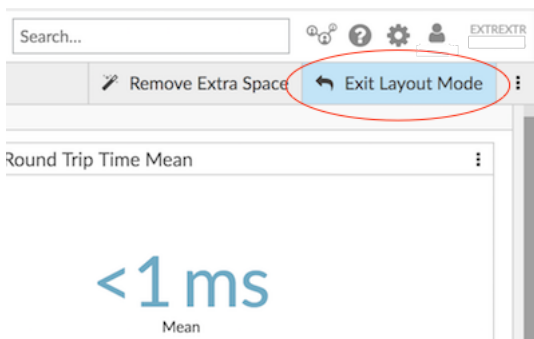 Search...
EXTREXTR
Remove Extra Space
Exit Layout Mode
Round Trip Time Mean
<1 ms
Mean